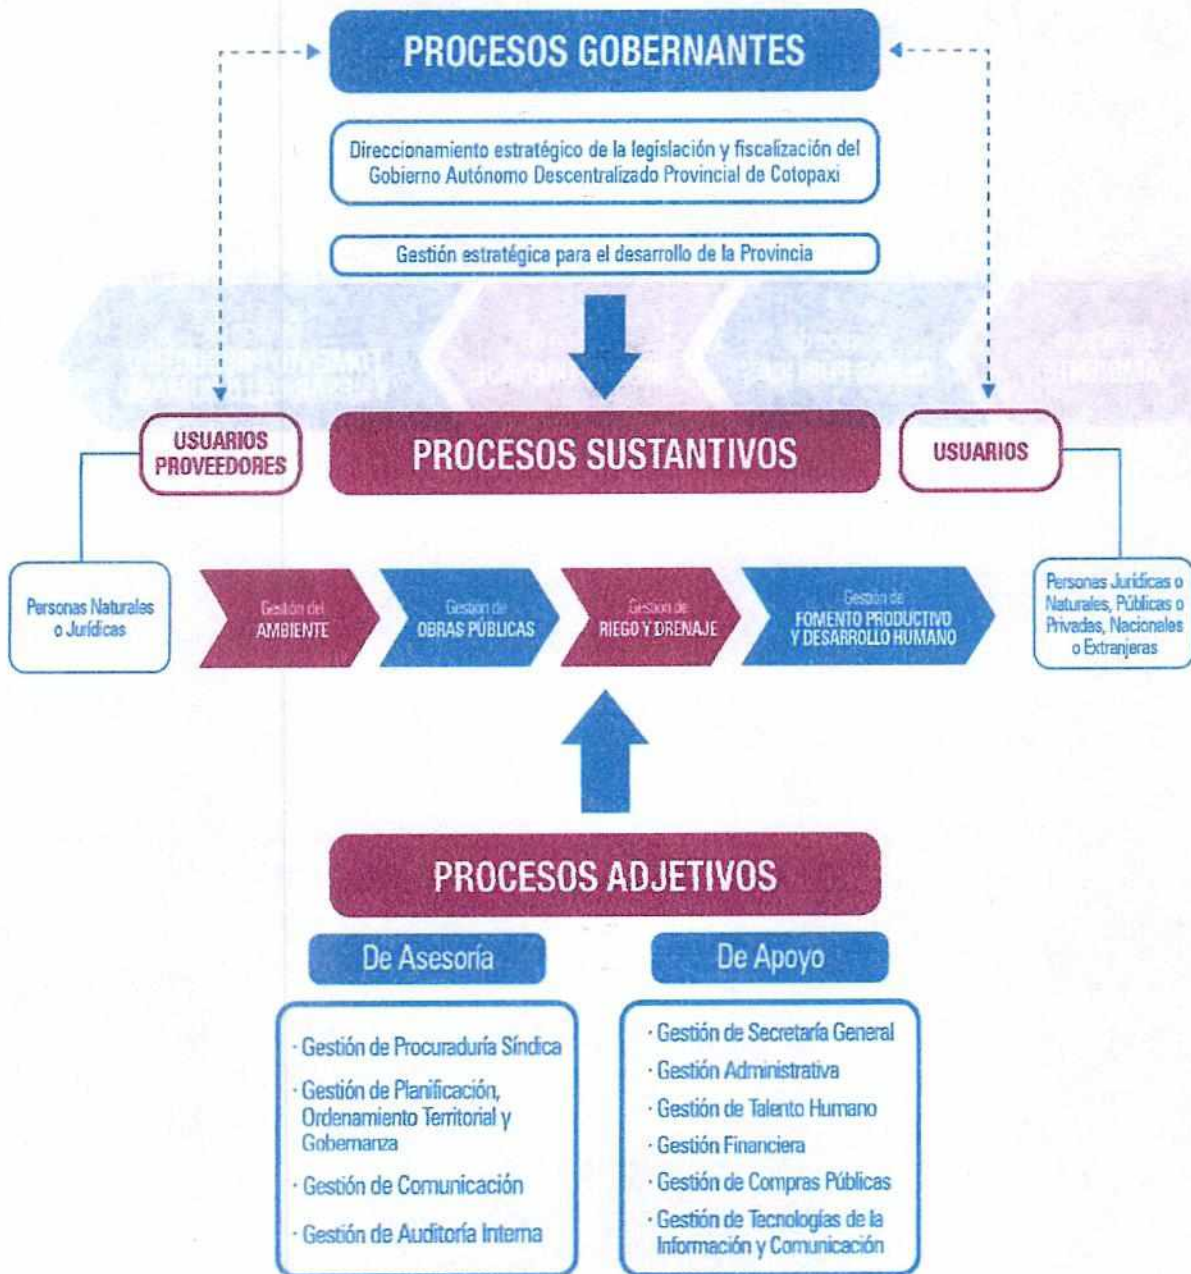 PROCESOS GOBERNANTES
Direccionamiento estratégico de la legislación y fiscalización del
Gobierno Autónomo Descentralizado Provincial de Cotopaxi
Gestión estratégica para el desarrollo de la Provincia
USUARIOS
PROVEEDORES
PROCESOS SUSTANTIVOS
USUARIOS
Personas Naturales
o Jurídicas
Gestión del
AMBIENTE
Gestión de
OBRAS PÚBLICAS
Gestión de
RIEGO Y DRENAJE
Gestión de
FOMENTO PRODUCTIVO
Y DESARROLLO HUMANO
Personas Jurídicas o
Naturales, Públicas o
Privadas, Nacionales
o Extranjeras
PROCESOS ADJETIVOS
De Asesoría
· Gestión de Procuraduría Síndica
· Gestión de Planificación,
Ordenamiento Territorial y
Gobernanza
· Gestión de Comunicación
· Gestión de Auditoría Interna
De Apoyo
· Gestión de Secretaría General
· Gestión Administrativa
· Gestión de Talento Humano
· Gestión Financiera
· Gestión de Compras Públicas
· Gestión de Tecnologías de la
Información y Comunicación